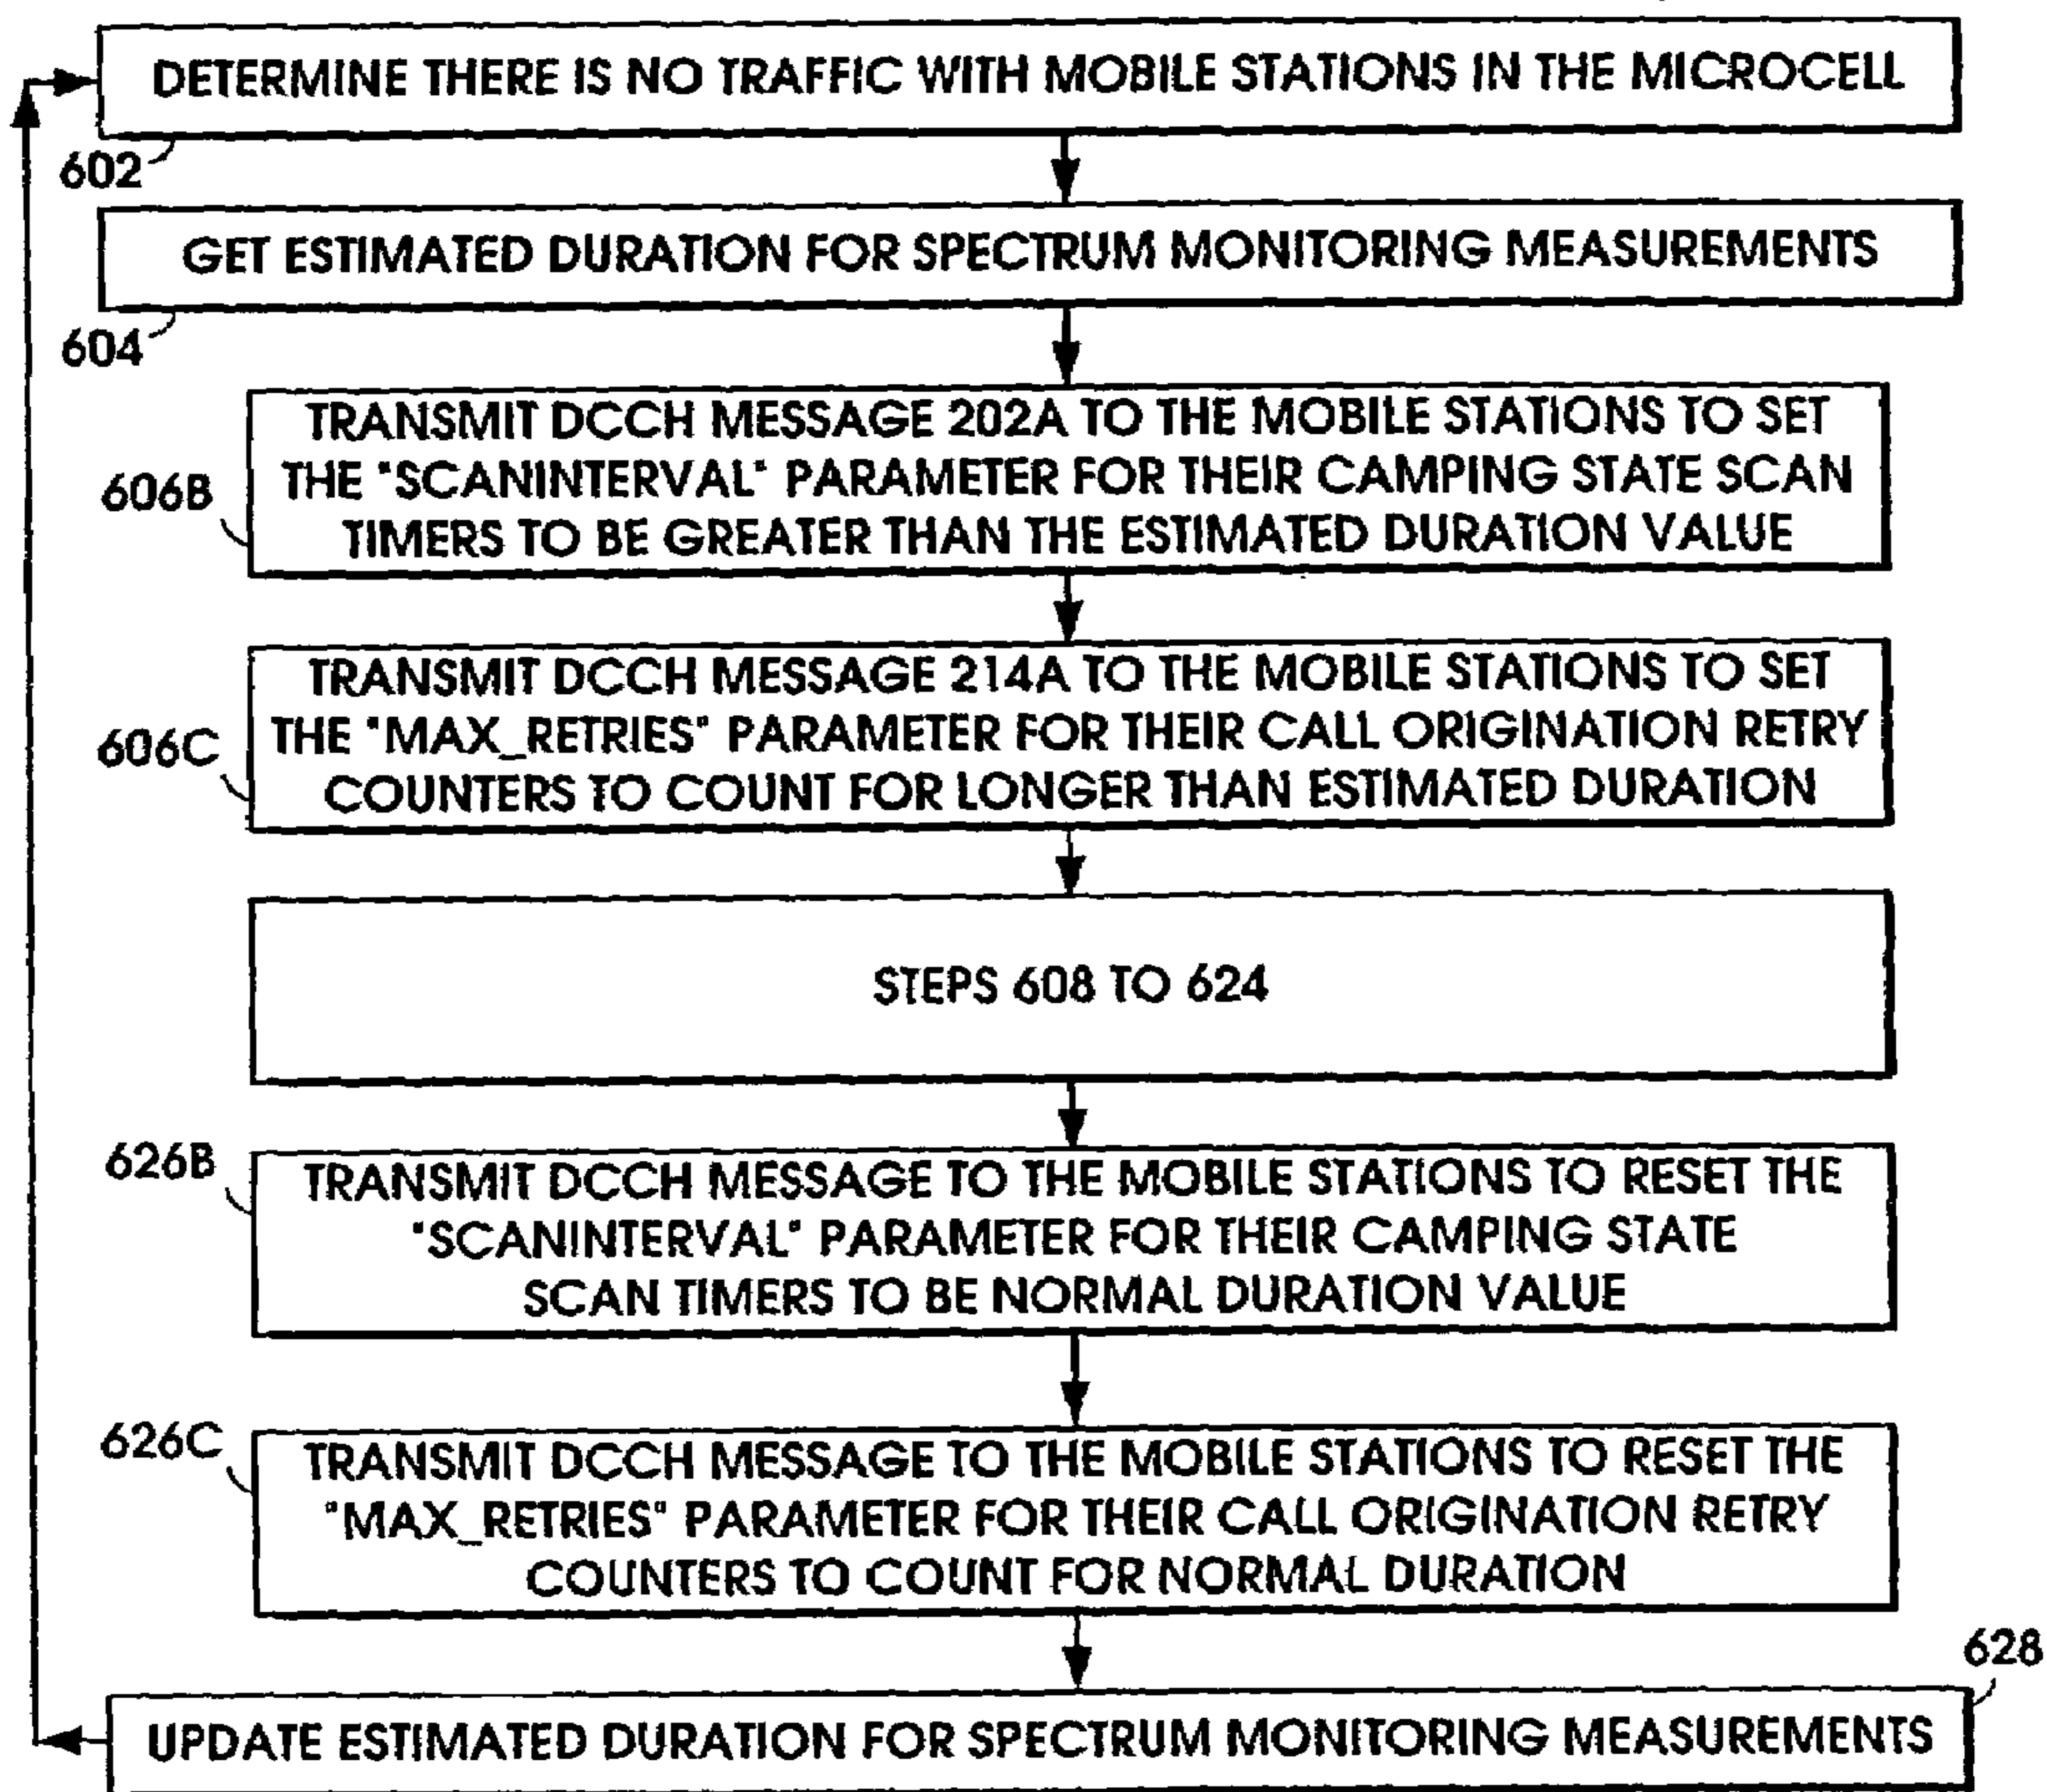 DETERMINE THERE IS NO TRAFFIC WITH MOBILE STATIONS IN THE MICROCELL
602
GET ESTIMATED DURATION FOR SPECTRUM MONITORING MEASUREMENTS
604
606B
TRANSMIT DCCH MESSAGE 202A TO THE MOBILE STATIONS TO SET
THE "SCANINTERVAL" PARAMETER FOR THEIR CAMPING STATE SCAN
TIMERS TO BE GREATER THAN THE ESTIMATED DURATION VALUE
606C
TRANSMIT DCCH MESSAGE 214A TO THE MOBILE STATIONS TO SET
THE "MAX_RETRIES" PARAMETER FOR THEIR CALL ORIGINATION RETRY
COUNTERS TO COUNT FOR LONGER THAN ESTIMATED DURATION
STEPS 608 TO 624
626B
TRANSMIT DCCH MESSAGE TO THE MOBILE STATIONS TO RESET THE
"SCANINTERVAL" PARAMETER FOR THEIR CAMPING STATE
SCAN TIMERS TO BE NORMAL DURATION VALUE
626C
TRANSMIT DCCH MESSAGE TO THE MOBILE STATIONS TO RESET THE
"MAX_RETRIES" PARAMETER FOR THEIR CALL ORIGINATION RETRY
COUNTERS TO COUNT FOR NORMAL DURATION
628
UPDATE ESTIMATED DURATION FOR SPECTRUM MONITORING MEASUREMENTS